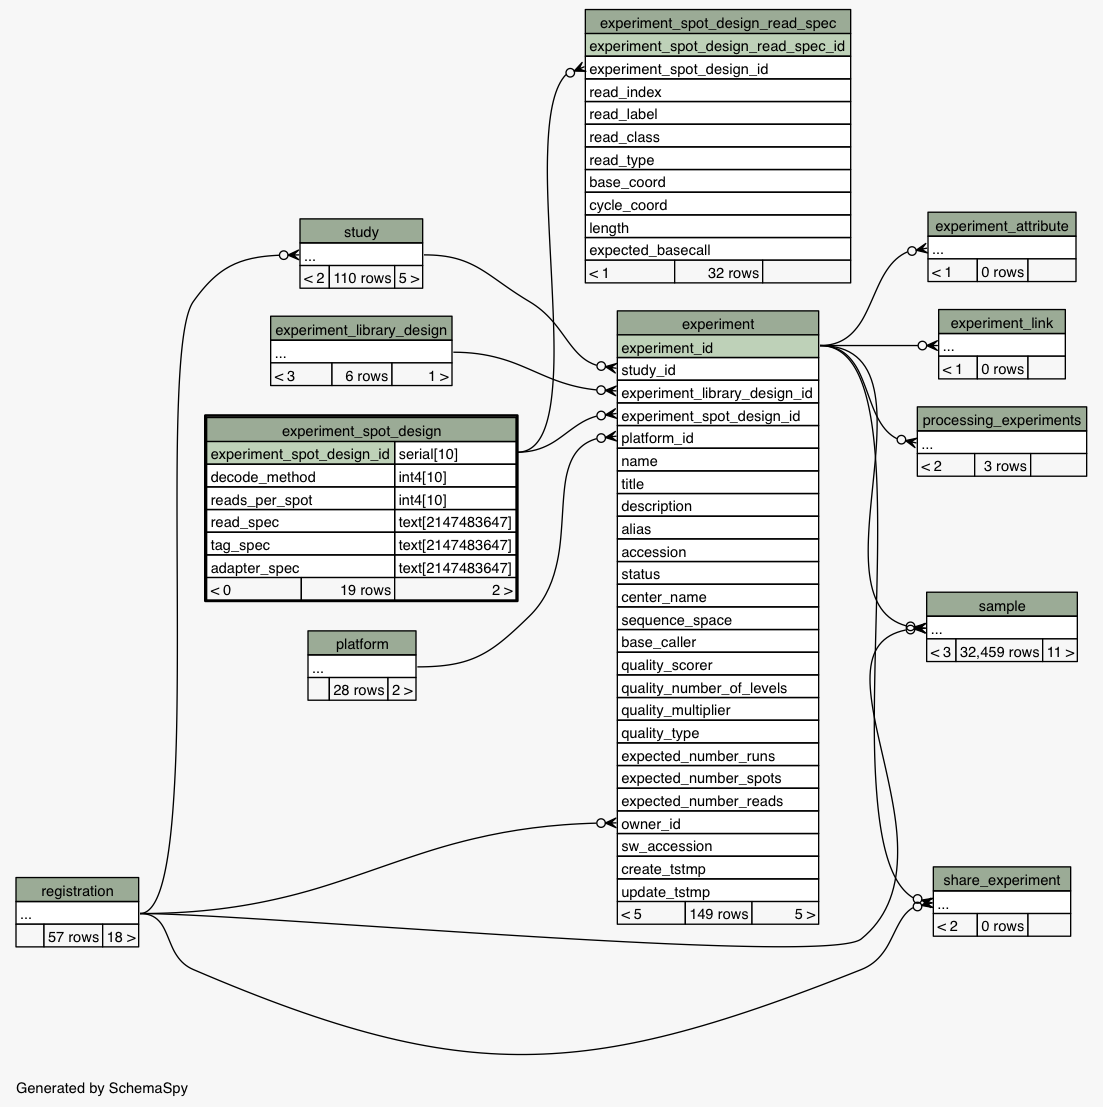 experiment_spot_design_read_spec
experiment_spot_design_read_spec_id
experiment_spot_design_id
read_index
read_label
read_class
read_type
base_coord
cycle_coord
length
expected_basecall
< 1 32 rows
study
...
< 2 110 rows 5 >
experiment_library_design
...
< 3 6 rows 1 >
experiment_spot_design
experiment_spot_design_id serial[10]
decode_method int4[10]
reads_per_spot int4[10]
read_spec text[2147483647]
tag_spec text[2147483647]
adapter_spec text[2147483647]
< 0 19 rows 2 >
platform
...
28 rows 2 >
registration
...
57 rows 18 >
experiment
experiment_id
study_id
experiment_library_design_id
experiment_spot_design_id
platform_id
name
title
description
alias
accession
status
center_name
sequence_space
base_caller
quality_scorer
quality_number_of_levels
quality_multiplier
quality_type
expected_number_runs
expected_number_spots
expected_number_reads
owner_id
sw_accession
create_tstmp
update_tstmp
< 5 149 rows 5 >
experiment_attribute
...
< 1 0 rows
experiment_link
...
< 1 0 rows
processing_experiments
...
< 2 3 rows
sample
...
< 3 32,459 rows 11 >
share_experiment
...
< 2 0 rows
Generated by SchemaSpy